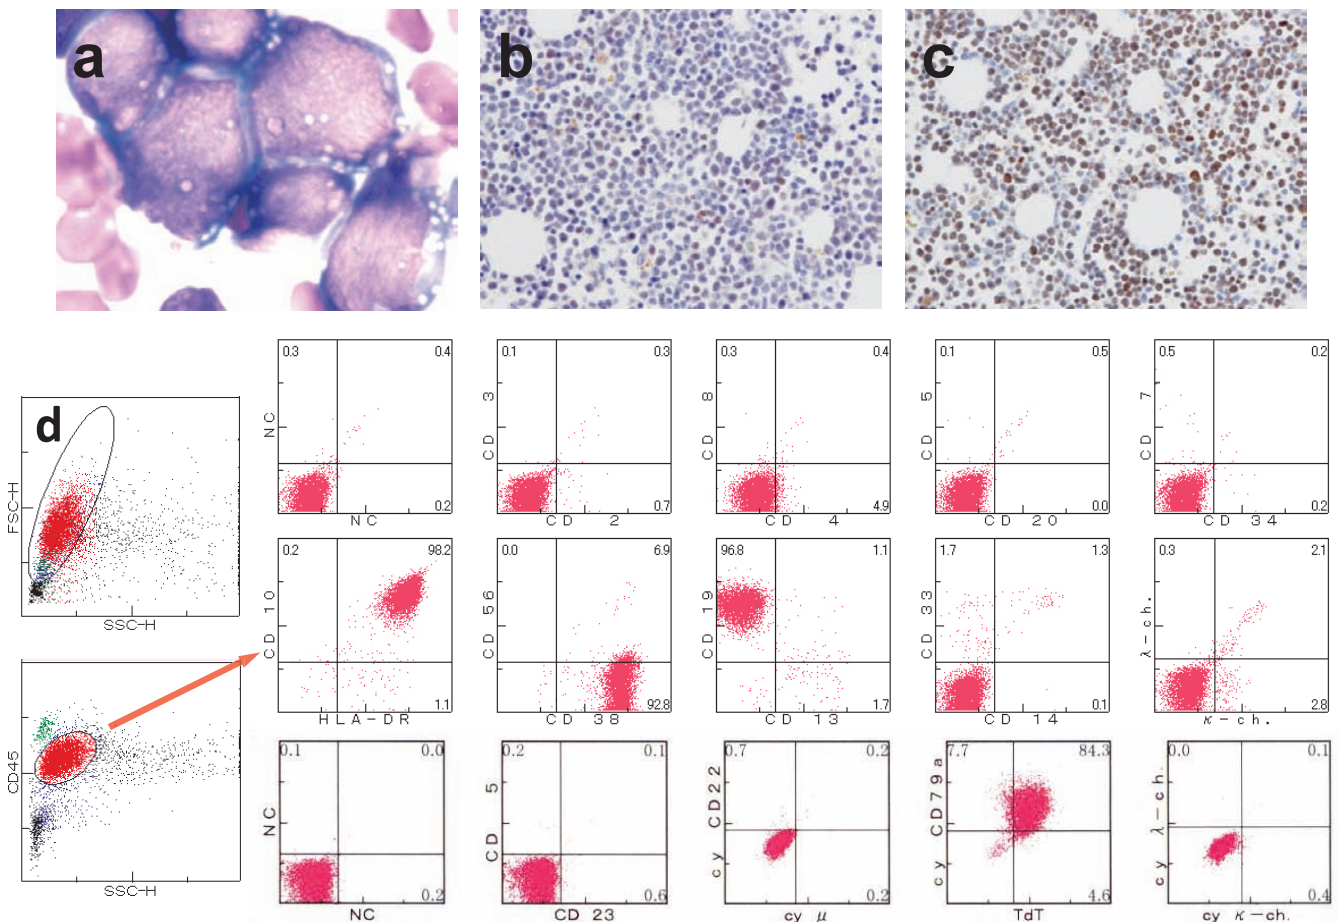 a
b
c
d
FSC-H
SSC-H
CD45
SSC-H
0.3 0.4
NC
0.2
NC
0.1 0.3
CD 3
0.7
CD 2
0.3 0.4
CD 8
4.9
CD 4
0.1 0.5
CD 5
0.0
CD 20
0.5 0.2
CD 7
0.2
CD 34
0.2 98.2
CD 10
1.1
HLA-DR
0.0 6.9
CD 56
92.8
CD 38
96.8 1.1
CD 19
1.7
CD 13
1.7 1.3
CD 33
0.1
CD 14
0.3 2.1
λ-ch.
2.8
κ-ch.
0.1 0.0
NC
0.2
NC
0.2 0.1
CD 5
0.6
CD 23
0.7 0.2
cy CD22
0.2
cy μ
7.7 84.3
cy CD79a
4.6
TdT
0.0 0.1
cy λ-ch.
0.4
cy κ-ch.